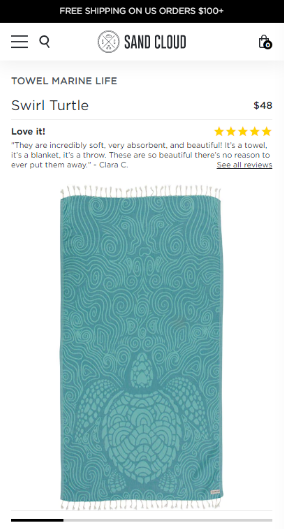 FREE SHIPPING ON US ORDERS $100+
SAND CLOUD
0
TOWEL MARINE LIFE
Swirl Turtle $48
Love it!
"They are incredibly soft, very absorbent, and beautiful! It's a towel,
it's a blanket, it's a throw. These are so beautiful there's no reason to
ever put them away." - Clara C. See all reviews